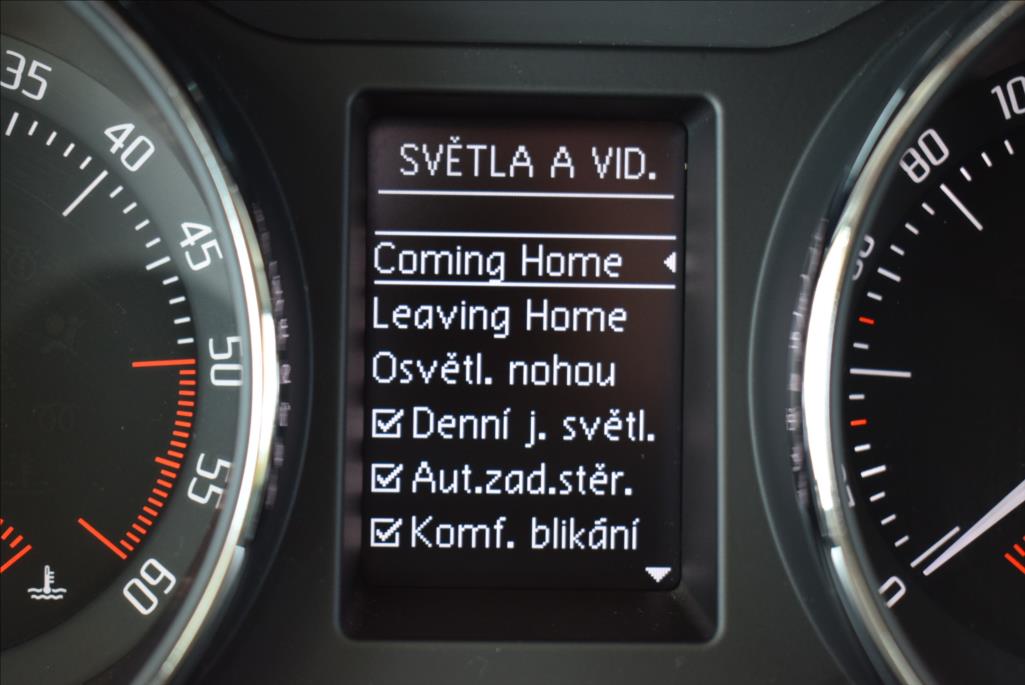 35
40
45
50
55
60
SVĚTLA A VID.
Coming Home
Leaving Home
Osvětl. nohou
Denní j. světl.
Aut.zad.stěr.
Komf. blikání
100
80
0